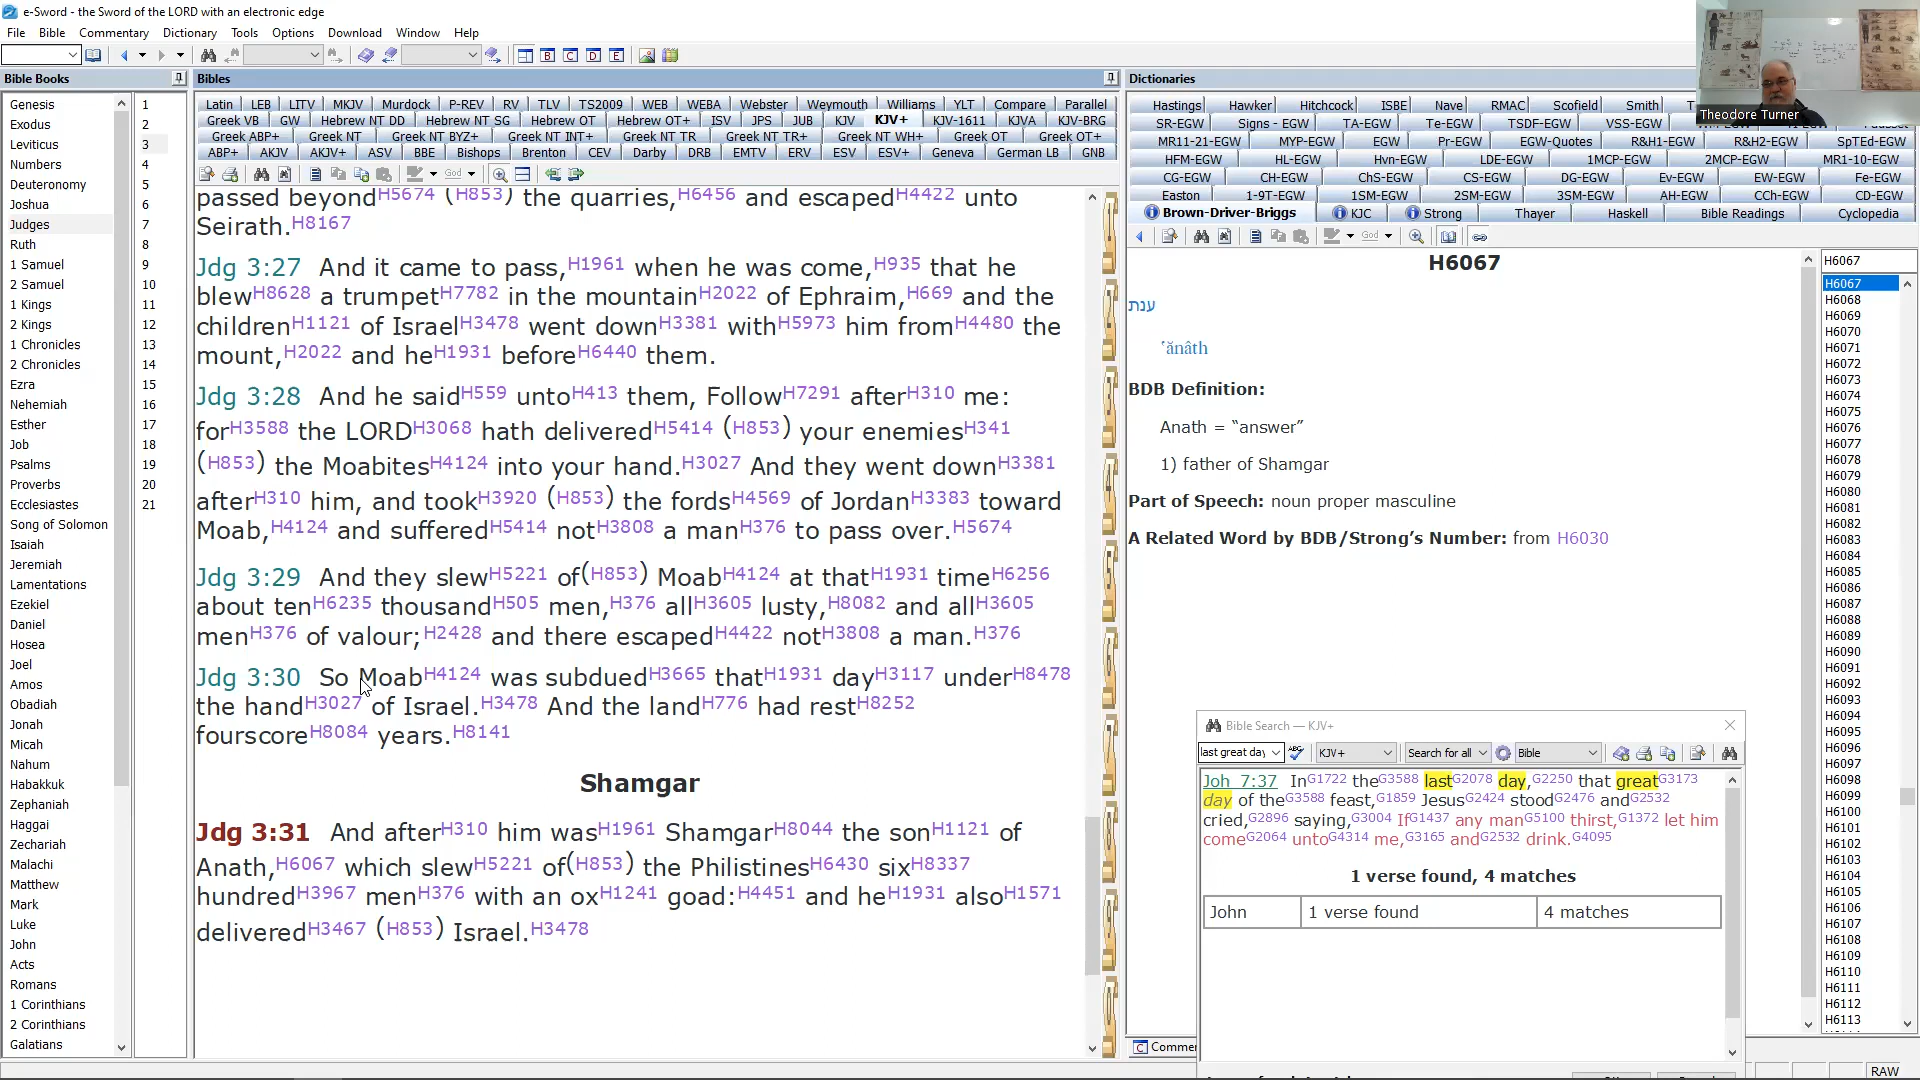 e-Sword - the Sword of the LORD with an electronic edge
File Bible Commentary Dictionary Tools Options Download Window Help
Bible Books
Genesis
Exodus
Leviticus
Numbers
Deuteronomy
Joshua
Judges
Ruth
1 Samuel
2 Samuel
1 Kings
2 Kings
1 Chronicles
2 Chronicles
Ezra
Nehemiah
Esther
Job
Psalms
Proverbs
Ecclesiastes
Song of Solomon
Isaiah
Jeremiah
Lamentations
Ezekiel
Daniel
Hosea
Joel
Amos
Obadiah
Jonah
Micah
Nahum
Habakkuk
Zephaniah
Haggai
Zechariah
Malachi
Matthew
Mark
Luke
John
Acts
Romans
1 Corinthians
2 Corinthians
Galatians
1
2
3
4
5
6
7
8
9
10
11
12
13
14
15
16
17
18
19
20
21
Bibles
Latin LEB LITV MKJV Murdock P-REV RV TLV TS2009 WEB WEBA Webster Weymouth Williams YLT Compare Parallel
Greek VB GW Hebrew NT DD Hebrew NT SG Hebrew OT Hebrew OT+ ISV JPS JUB KJV KJV+ KJV-1611 KJVA KJV-BRG
Greek ABP+ Greek NT Greek NT BYZ+ Greek NT INT+ Greek NT TR Greek NT TR+ Greek NT WH+ Greek OT Greek OT+
ABP+ AKJV AKJV+ ASV BBE Bishops Brenton CEV Darby DRB EMTV ERV ESV ESV+ Geneva German LB GNB
God
passed beyondH5674 (H853) the quarries,H6456 and escapedH4422 unto
Seirath.H8167
Jdg 3:27 And it came to pass,H1961 when he was come,H935 that he
blewH8628 a trumpetH7782 in the mountainH2022 of Ephraim,H669 and the
childrenH1121 of IsraelH3478 went downH3381 withH5973 him fromH4480 the
mount,H2022 and heH1931 beforeH6440 them.
Jdg 3:28 And he saidH559 untoH413 them, FollowH7291 afterH310 me:
forH3588 the LORDH3068 hath deliveredH5414 (H853) your enemiesH341
(H853) the MoabitesH4124 into your hand.H3027 And they went downH3381
afterH310 him, and tookH3920 (H853) the fordsH4569 of JordanH3383 toward
Moab,H4124 and sufferedH5414 notH3808 a manH376 to pass over.H5674
Jdg 3:29 And they slewH5221 of(H853) MoabH4124 at thatH1931 timeH6256
about tenH6235 thousandH505 men,H376 allH3605 lusty,H8082 and allH3605
menH376 of valour;H2428 and there escapedH4422 notH3808 a man.H376
Jdg 3:30 So MoabH4124 was subduedH3665 thatH1931 dayH3117 underH8478
the handH3027 of Israel.H3478 And the landH776 had restH8252
fourscoreH8084 years.H8141
Shamgar
Jdg 3:31 And afterH310 him wasH1961 ShamgarH8044 the sonH1121 of
Anath,H6067 which slewH5221 of(H853) the PhilistinesH6430 sixH8337
hundredH3967 menH376 with an oxH1241 goad:H4451 and heH1931 alsoH1571
deliveredH3467 (H853) Israel.H3478
Dictionaries
Hastings Hawker Hitchcock ISBE Nave RMAC Scofield Smith
SR-EGW Signs - EGW TA-EGW Te-EGW TSDF-EGW VSS-EGW
MR11-21-EGW MYP-EGW EGW Pr-EGW EGW-Quotes R&H1-EGW R&H2-EGW SpTEd-EGW
HFM-EGW HL-EGW Hvn-EGW LDE-EGW 1MCP-EGW 2MCP-EGW MR1-10-EGW
CG-EGW CH-EGW ChS-EGW CS-EGW DG-EGW Ev-EGW EW-EGW Fe-EGW
Easton 1-9T-EGW 1SM-EGW 2SM-EGW 3SM-EGW AH-EGW CCh-EGW CD-EGW
Brown-Driver-Briggs KJC Strong Thayer Haskell Bible Readings Cyclopedia
God
H6067
ענת
‛ănâth
BDB Definition:
Anath = “answer”
1) father of Shamgar
Part of Speech: noun proper masculine
A Related Word by BDB/Strong’s Number: from H6030
H6067
H6067
H6068
H6069
H6070
H6071
H6072
H6073
H6074
H6075
H6076
H6077
H6078
H6079
H6080
H6081
H6082
H6083
H6084
H6085
H6086
H6087
H6088
H6089
H6090
H6091
H6092
H6093
H6094
H6095
H6096
H6097
H6098
H6099
H6100
H6101
H6102
H6103
H6104
H6105
H6106
H6107
H6108
H6109
H6110
H6111
H6112
H6113
Theodore Turner
Bible Search — KJV+
last great day KJV+ Search for all Bible
Joh 7:37 InG1722 theG3588 lastG2078 day,G2250 that greatG3173
day of theG3588 feast,G1859 JesusG2424 stoodG2476 andG2532
cried,G2896 saying,G3004 IfG1437 any manG5100 thirst,G1372 let him
comeG2064 untoG4314 me,G3165 andG2532 drink.G4095
1 verse found, 4 matches
John 1 verse found 4 matches
Commer
RAW